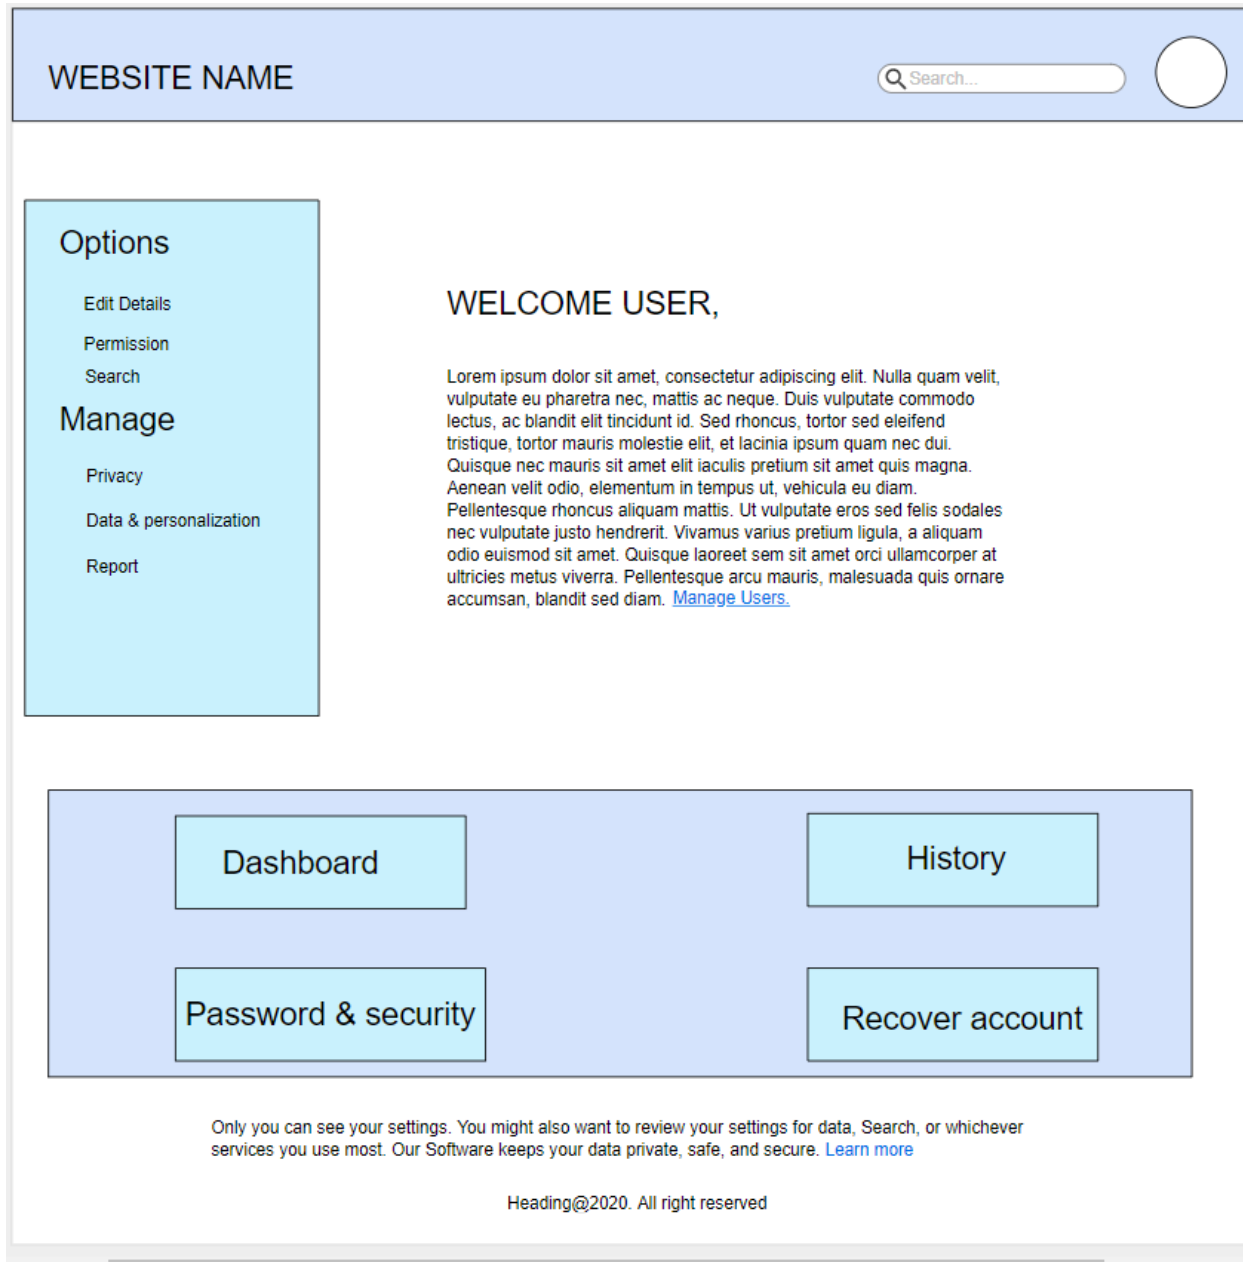 WEBSITE NAME
Search...
Options
Edit Details
Permission
Search
Manage
Privacy
Data & personalization
Report
WELCOME USER,
Lorem ipsum dolor sit amet, consectetur adipiscing elit. Nulla quam velit,
vulputate eu pharetra nec, mattis ac neque. Duis vulputate commodo
lectus, ac blandit elit tincidunt id. Sed rhoncus, tortor sed eleifend
tristique, tortor mauris molestie elit, et lacinia ipsum quam nec dui.
Quisque nec mauris sit amet elit iaculis pretium sit amet quis magna.
Aenean velit odio, elementum in tempus ut, vehicula eu diam.
Pellentesque rhoncus aliquam mattis. Ut vulputate eros sed felis sodales
nec vulputate justo hendrerit. Vivamus varius pretium ligula, a aliquam
odio euismod sit amet. Quisque laoreet sem sit amet orci ullamcorper at
ultricies metus viverra. Pellentesque arcu mauris, malesuada quis ornare
accumsan, blandit sed diam. Manage Users.
Dashboard
History
Password & security
Recover account
Only you can see your settings. You might also want to review your settings for data, Search, or whichever
services you use most. Our Software keeps your data private, safe, and secure. Learn more
Heading@2020. All right reserved